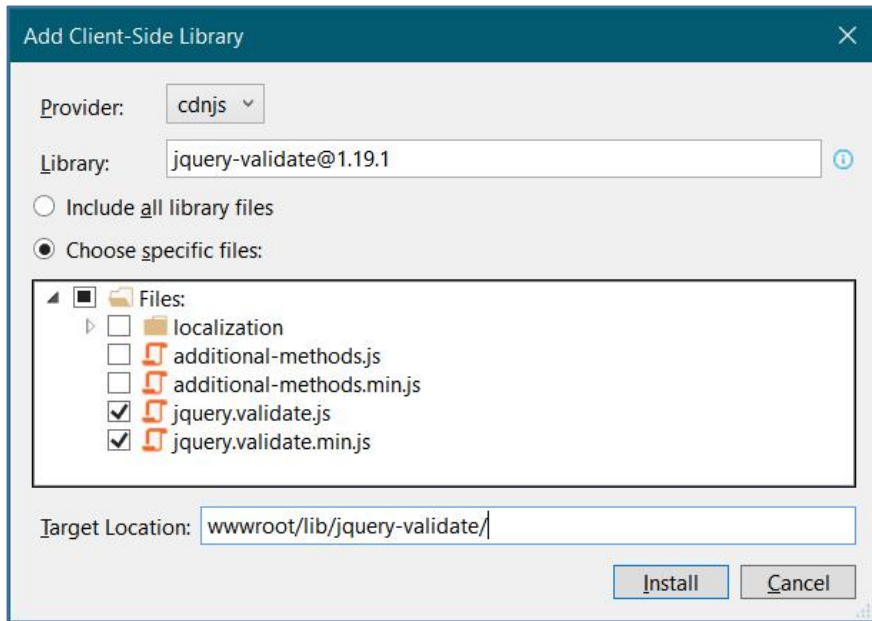 Add Client-Side Library
Provider: cdnjs
Library: jquery-validate@1.19.1
Include all library files
Choose specific files:
Files:
localization
additional-methods.js
additional-methods.min.js
jquery.validate.js
jquery.validate.min.js
Target Location: wwwroot/lib/jquery-validate/
Install Cancel